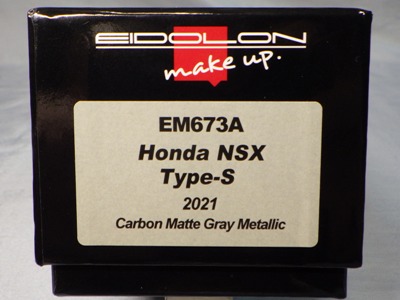 EIDOLON
make up.
EM673A
Honda NSX
Type-S
2021
Carbon Matte Gray Metallic